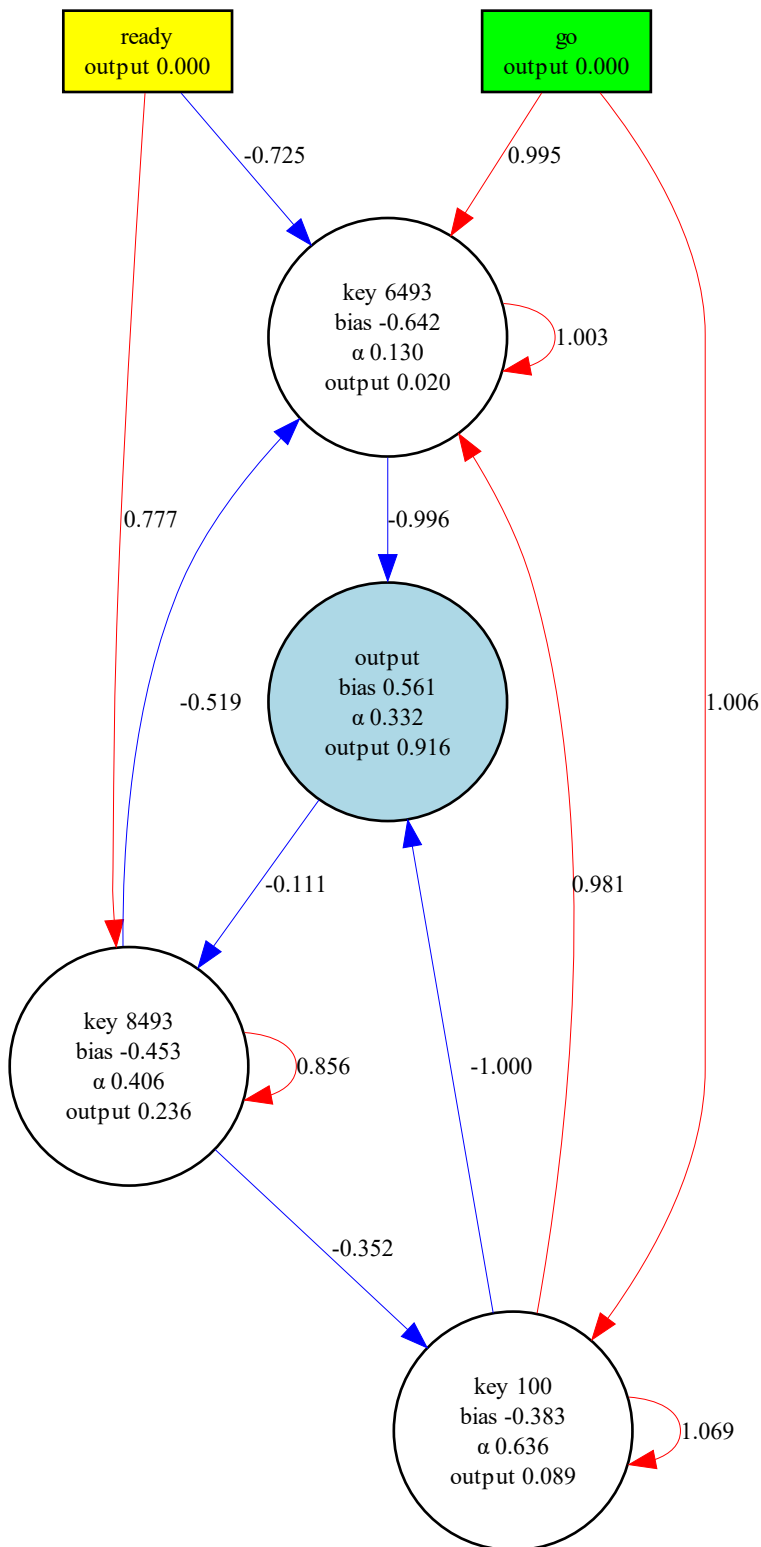 ready
output 0.000
go
output 0.000
-0.725
0.995
key 6493
bias -0.642
α 0.130
output 0.020
1.003
0.777
-0.996
-0.519
output
bias 0.561
α 0.332
output 0.916
1.006
-0.111
0.981
key 8493
bias -0.453
α 0.406
output 0.236
0.856
-1.000
-0.352
key 100
bias -0.383
α 0.636
output 0.089
1.069